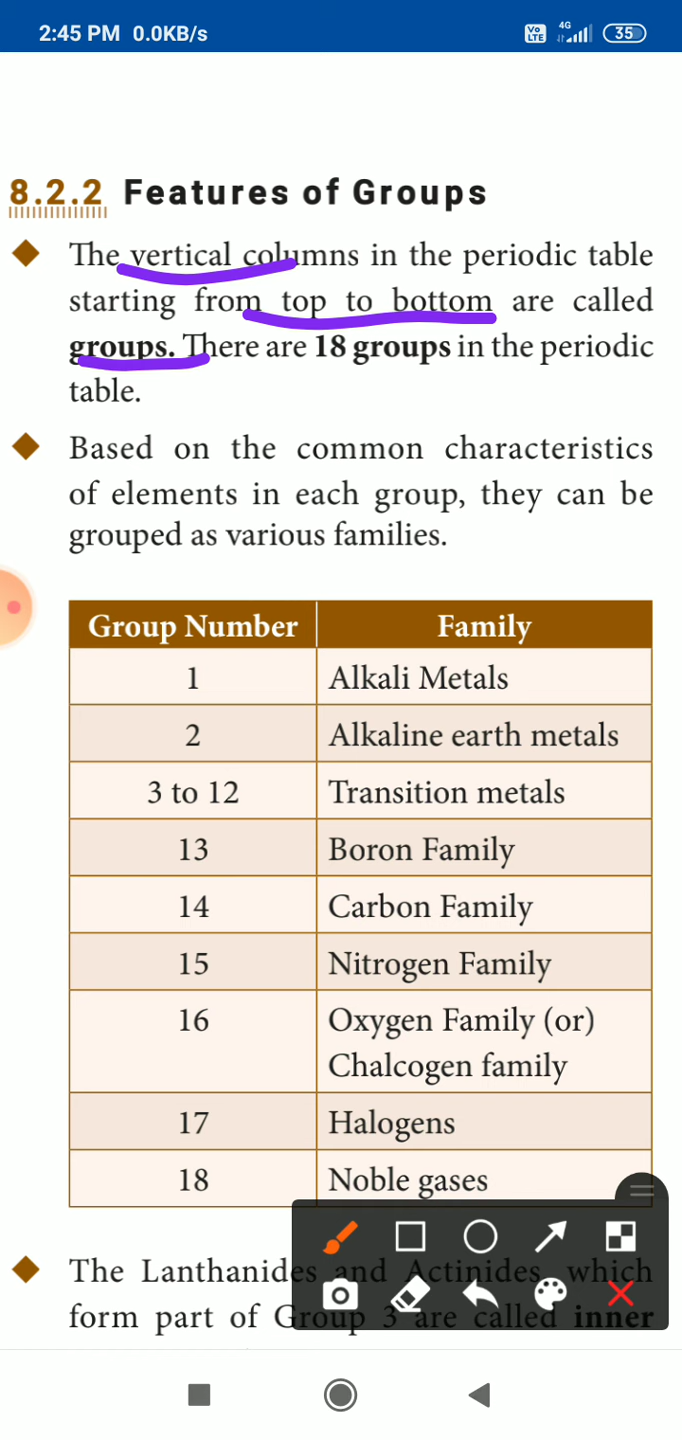 2:45 PM 0.0KB/s
Vo LTE 4G 35
8.2.2 Features of Groups
The vertical columns in the periodic table
starting from top to bottom are called
groups. There are 18 groups in the periodic
table.
Based on the common characteristics
of elements in each group, they can be
grouped as various families.
Group Number Family
1 Alkali Metals
2 Alkaline earth metals
3 to 12 Transition metals
13 Boron Family
14 Carbon Family
15 Nitrogen Family
16 Oxygen Family (or)
Chalcogen family
17 Halogens
18 Noble gases
The Lanthanides and Actinides, which
form part of Group 3 are called inner